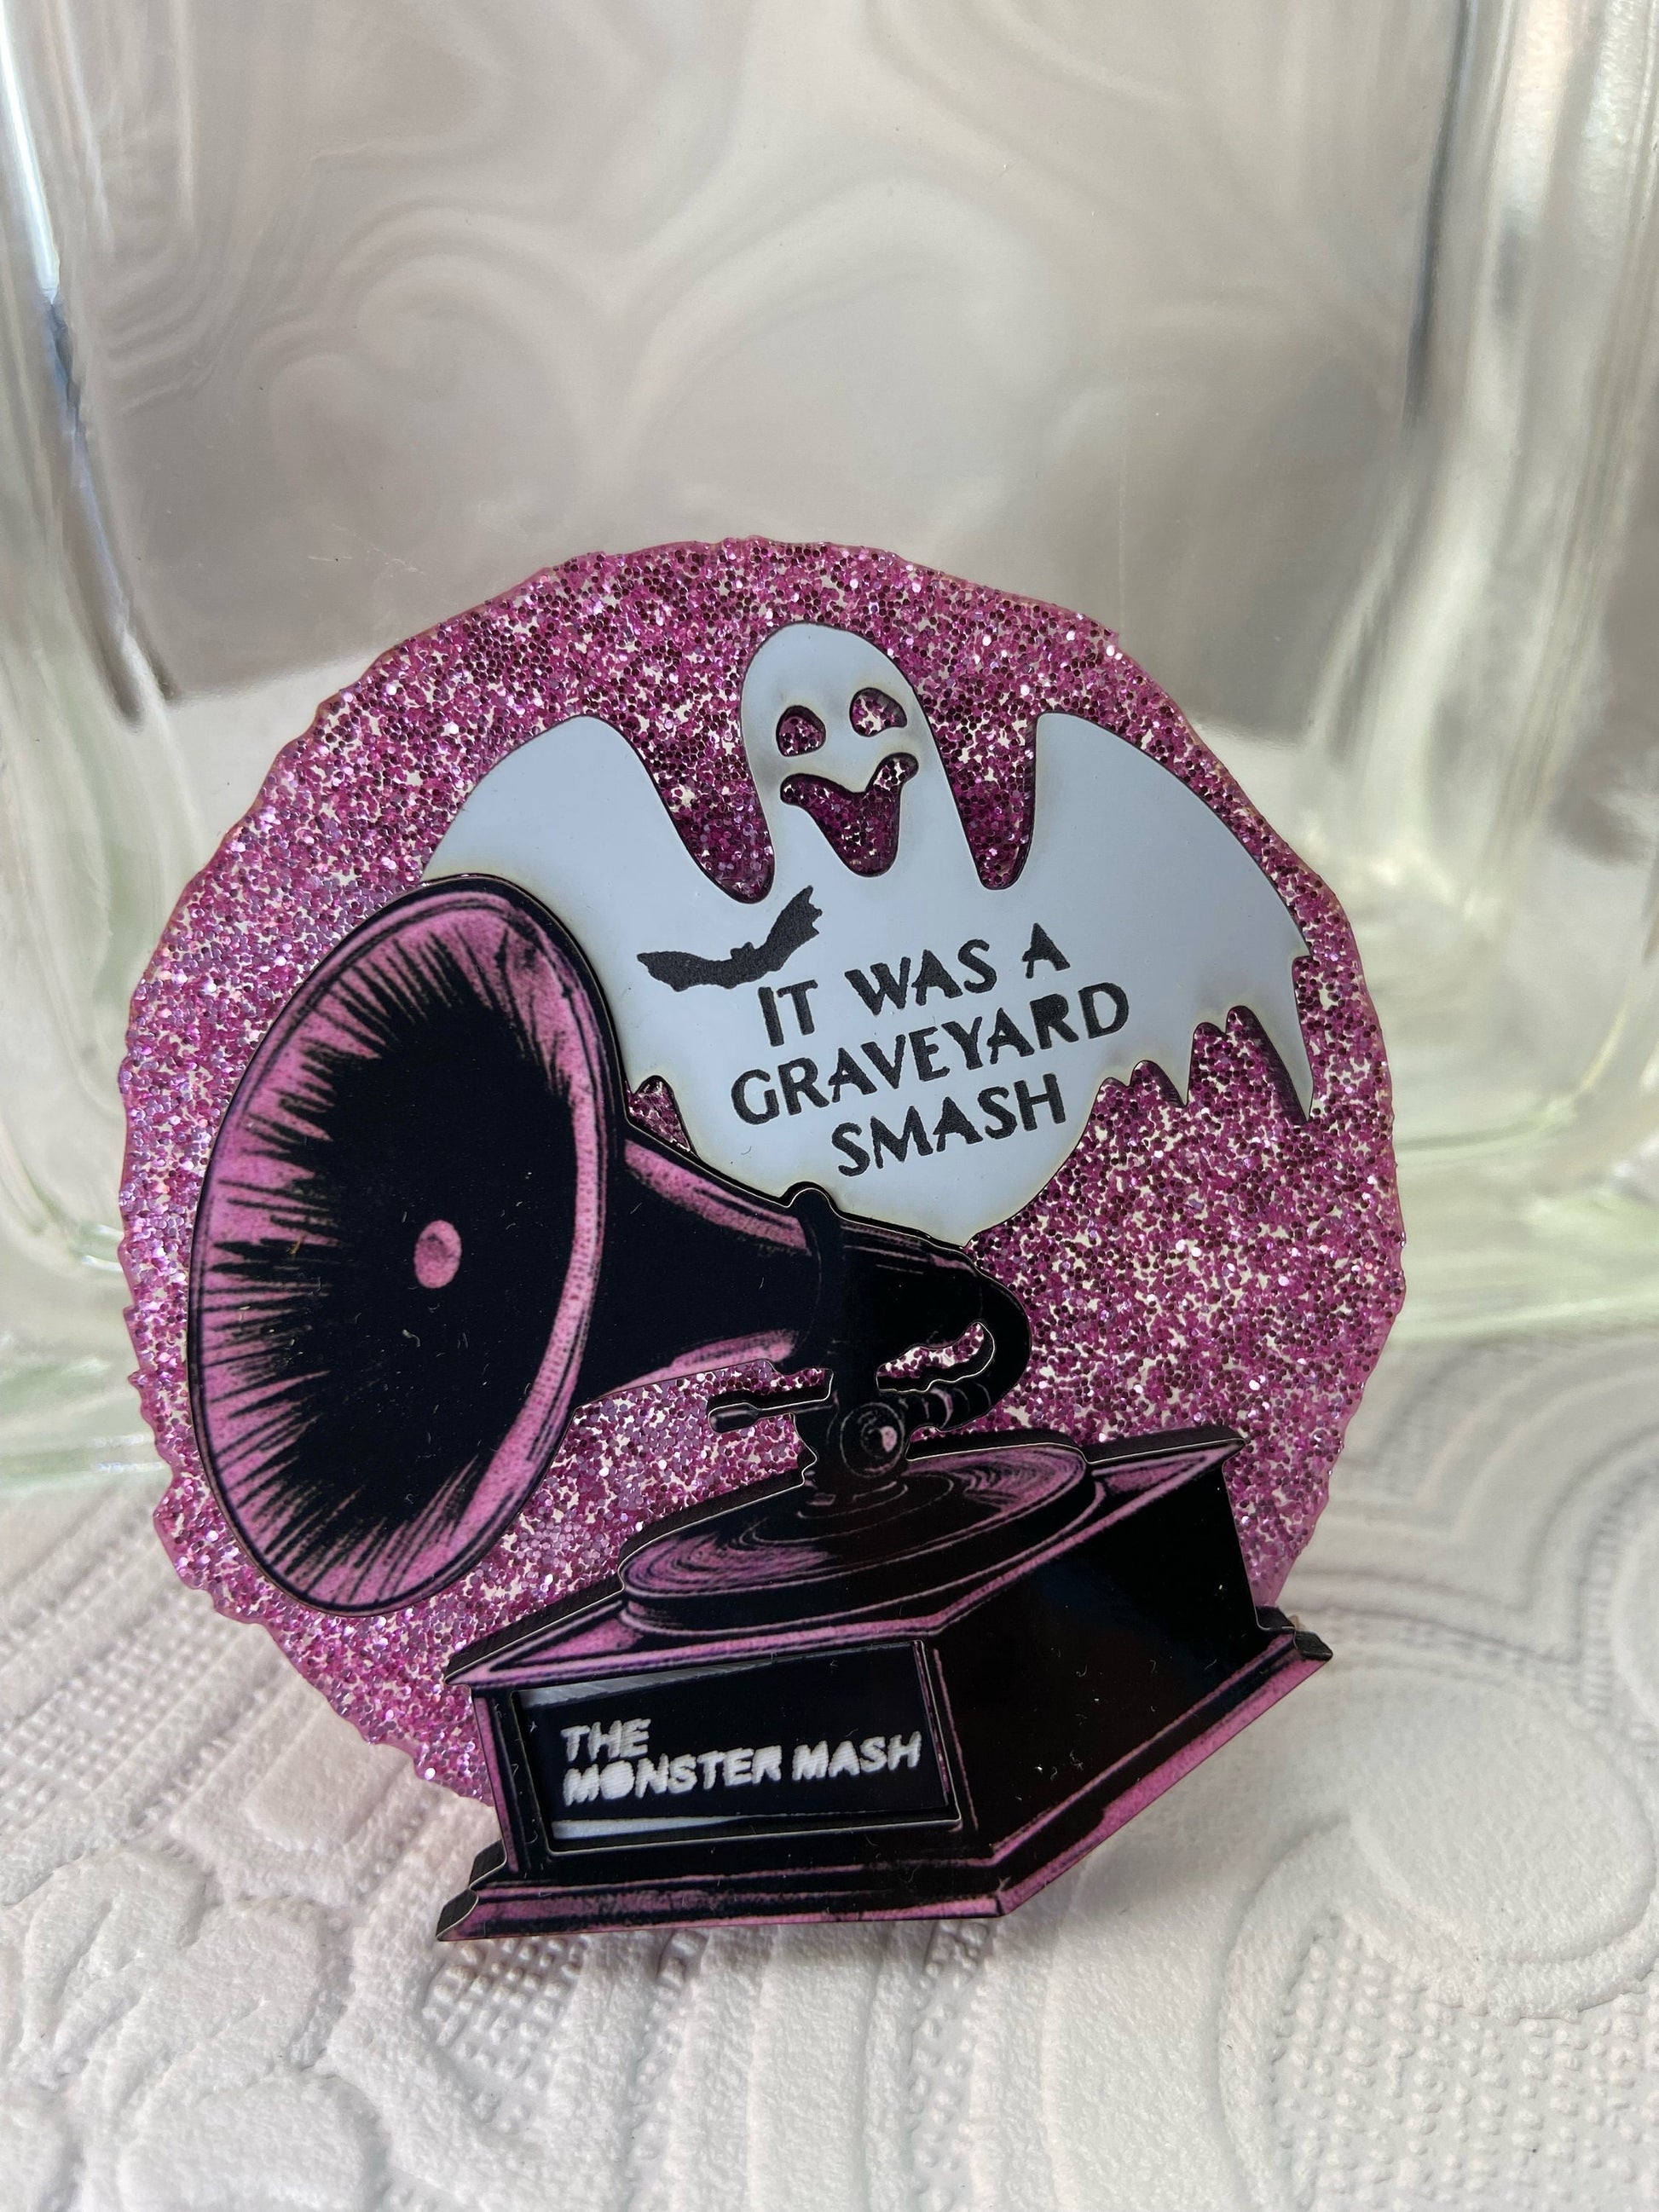 IT WAS A
GRAVEYARD
SMASH
THE
MONSTER MASH